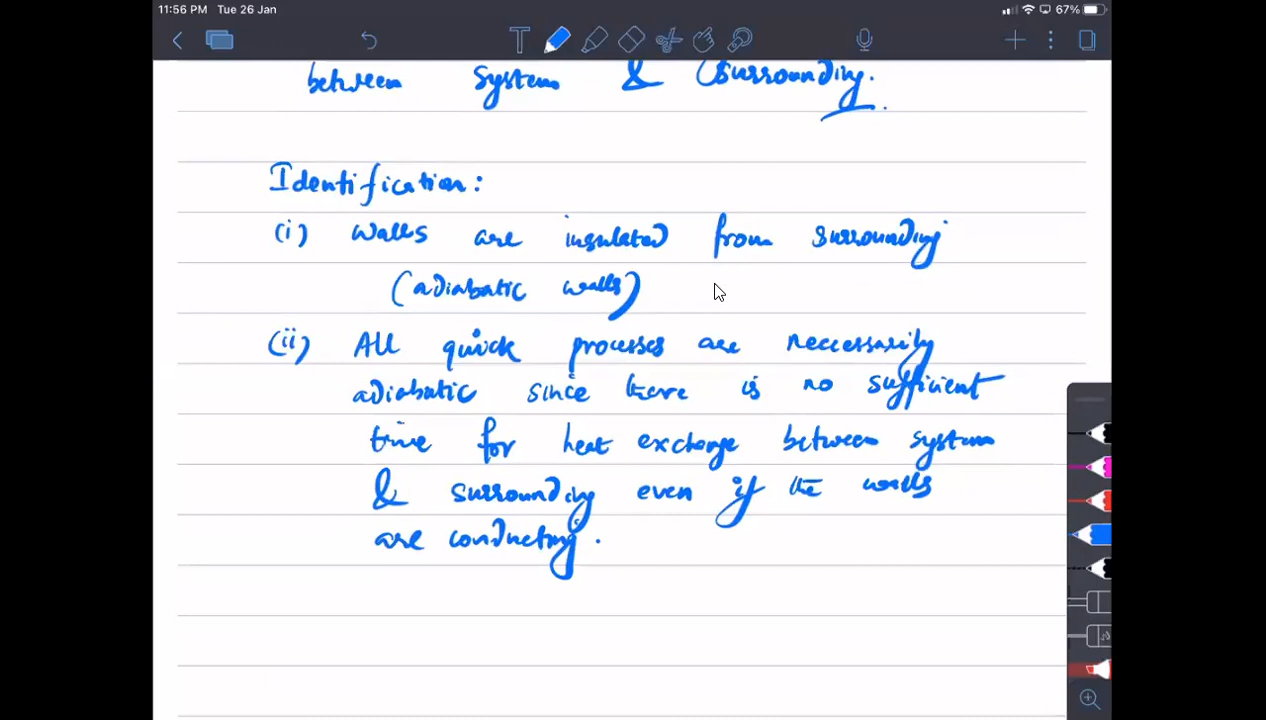 11:56 PM Tue 26 Jan
67%
T
between system & surrounding.
Identification:
(i) walls are insulated from surrounding
(adiabatic walls)
(ii) All quick processes are neccessarily
adiabatic since there is no sufficient
time for heat exchange between system
& surrounding even if the walls
are conducting.